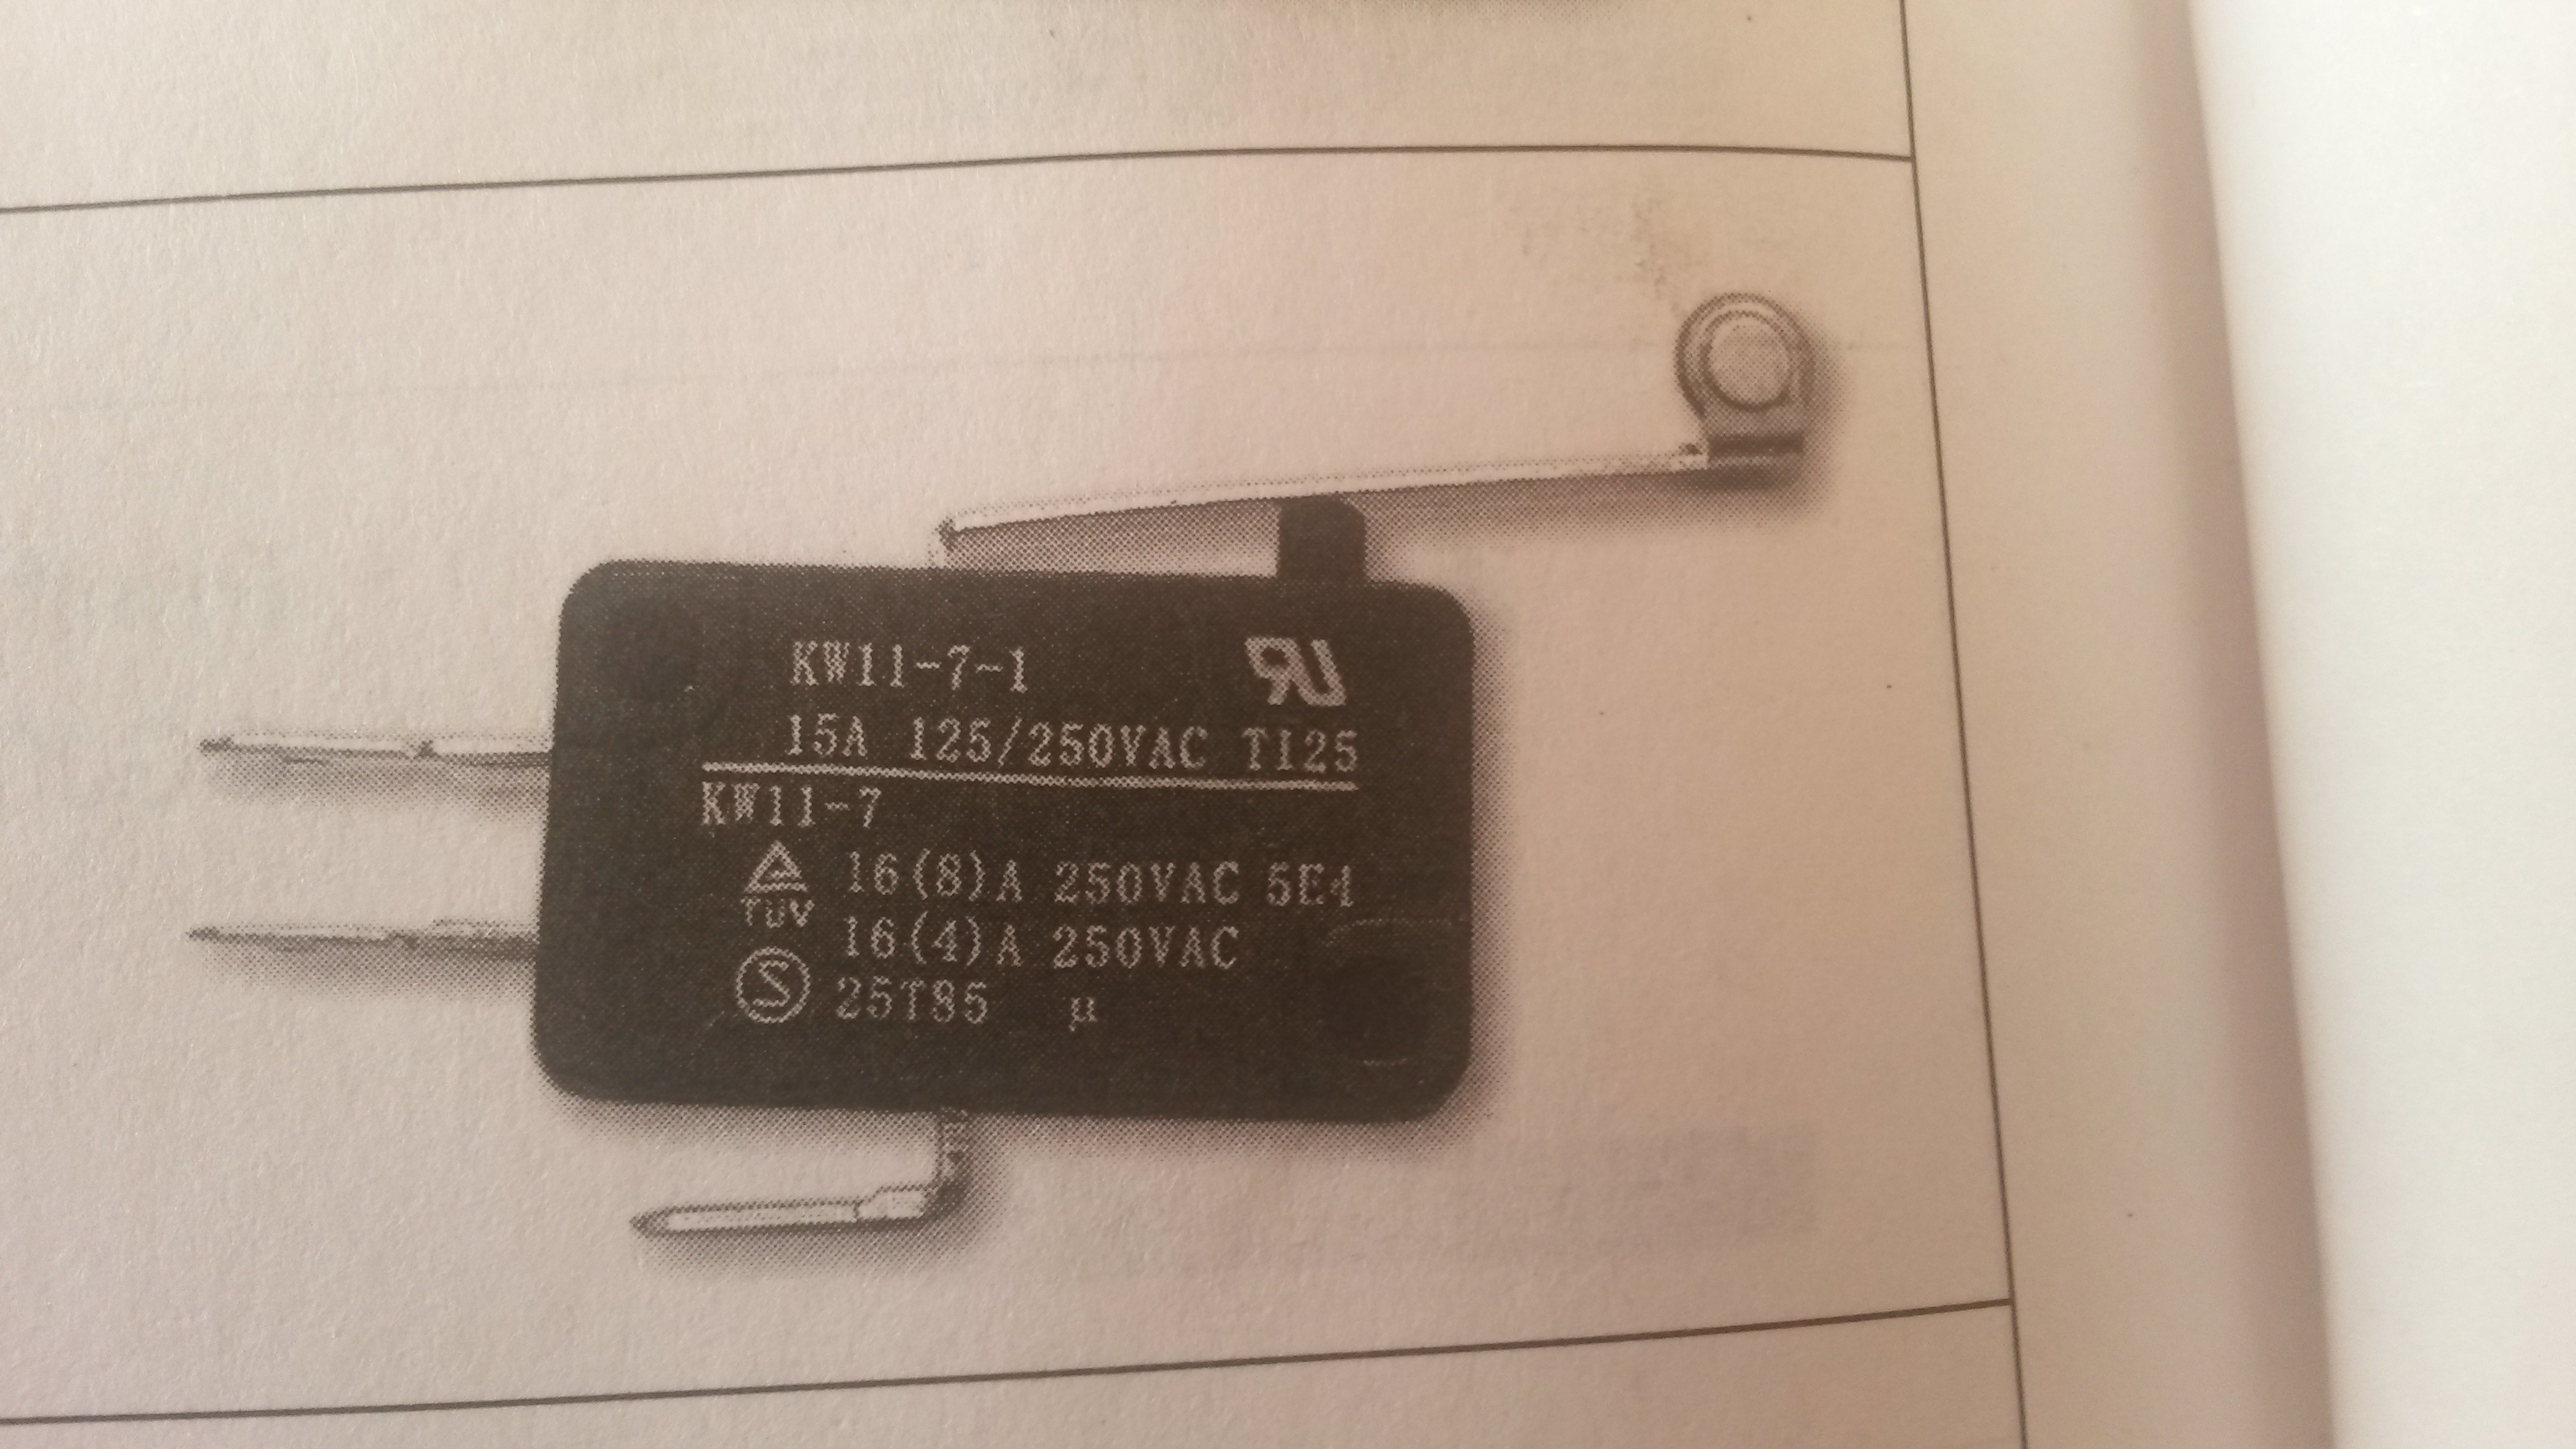 KW11-7-1
15A 125/250VAC T125
KW11-7
TÜV 16(8)A 250VAC 5E4
16(4)A 250VAC
S 25T85 μ